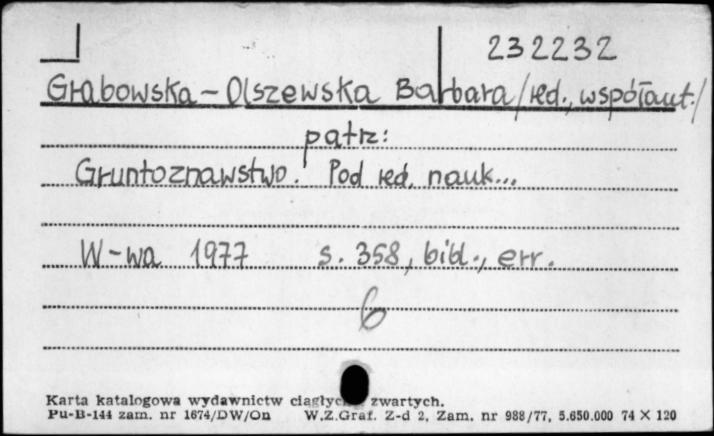 232232
Grabowska-Olszewska Barbara /red., współaut./
patrz:
Gruntoznawstwo. Pod red. nauk...
W-wa 1977 s. 358, bibl., err.
6
Karta katalogowa wydawnictw ciągłych zwartych.
Pu-B-144 zam. nr 1674/DW/On W.Z.Graf. Z-d 2, Zam. nr 988/77, 5.650.000 74 X 120